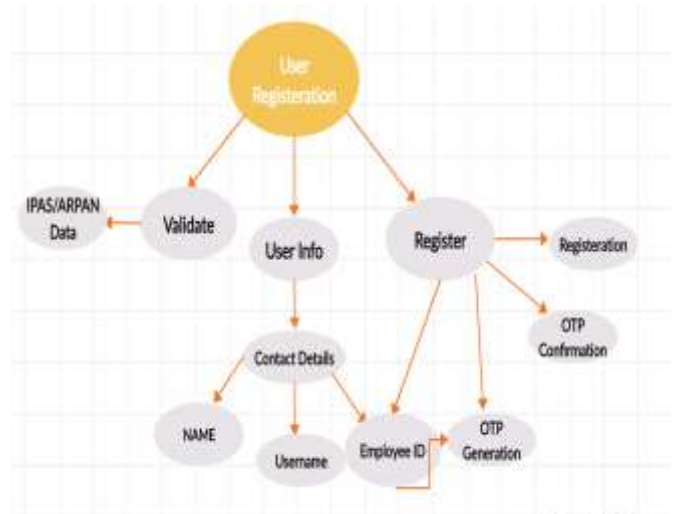 User
Registeration
IPAS/ARPAN
Data
Validate
User Info
Register
Registeration
OTP
Confirmation
Contact Details
NAME
Username
Employee ID
OTP
Generation